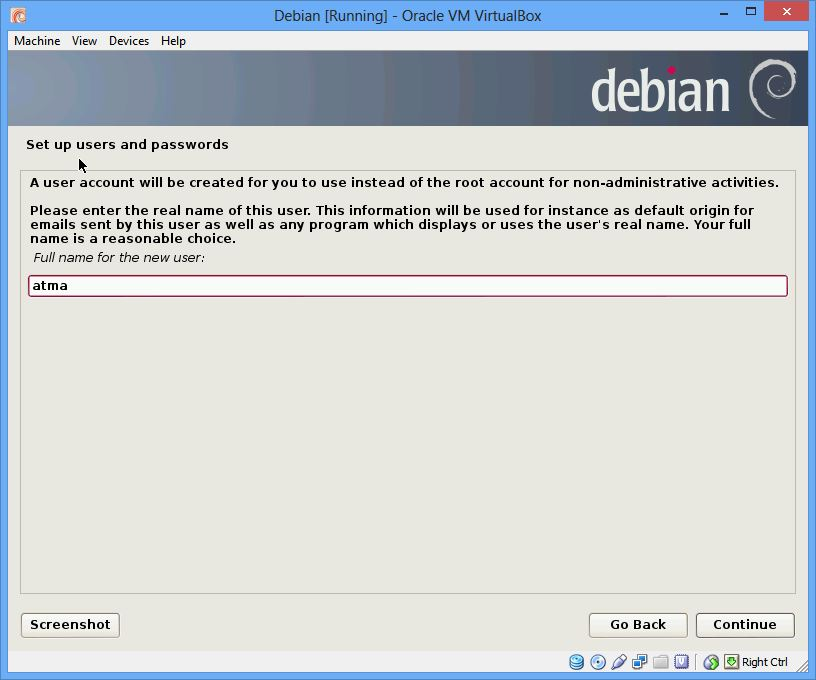 Debian [Running] - Oracle VM VirtualBox
Machine View Devices Help
debian
Set up users and passwords
A user account will be created for you to use instead of the root account for non-administrative activities.
Please enter the real name of this user. This information will be used for instance as default origin for
emails sent by this user as well as any program which displays or uses the user's real name. Your full
name is a reasonable choice.
Full name for the new user:
atma
Screenshot Go Back Continue
Right Ctrl